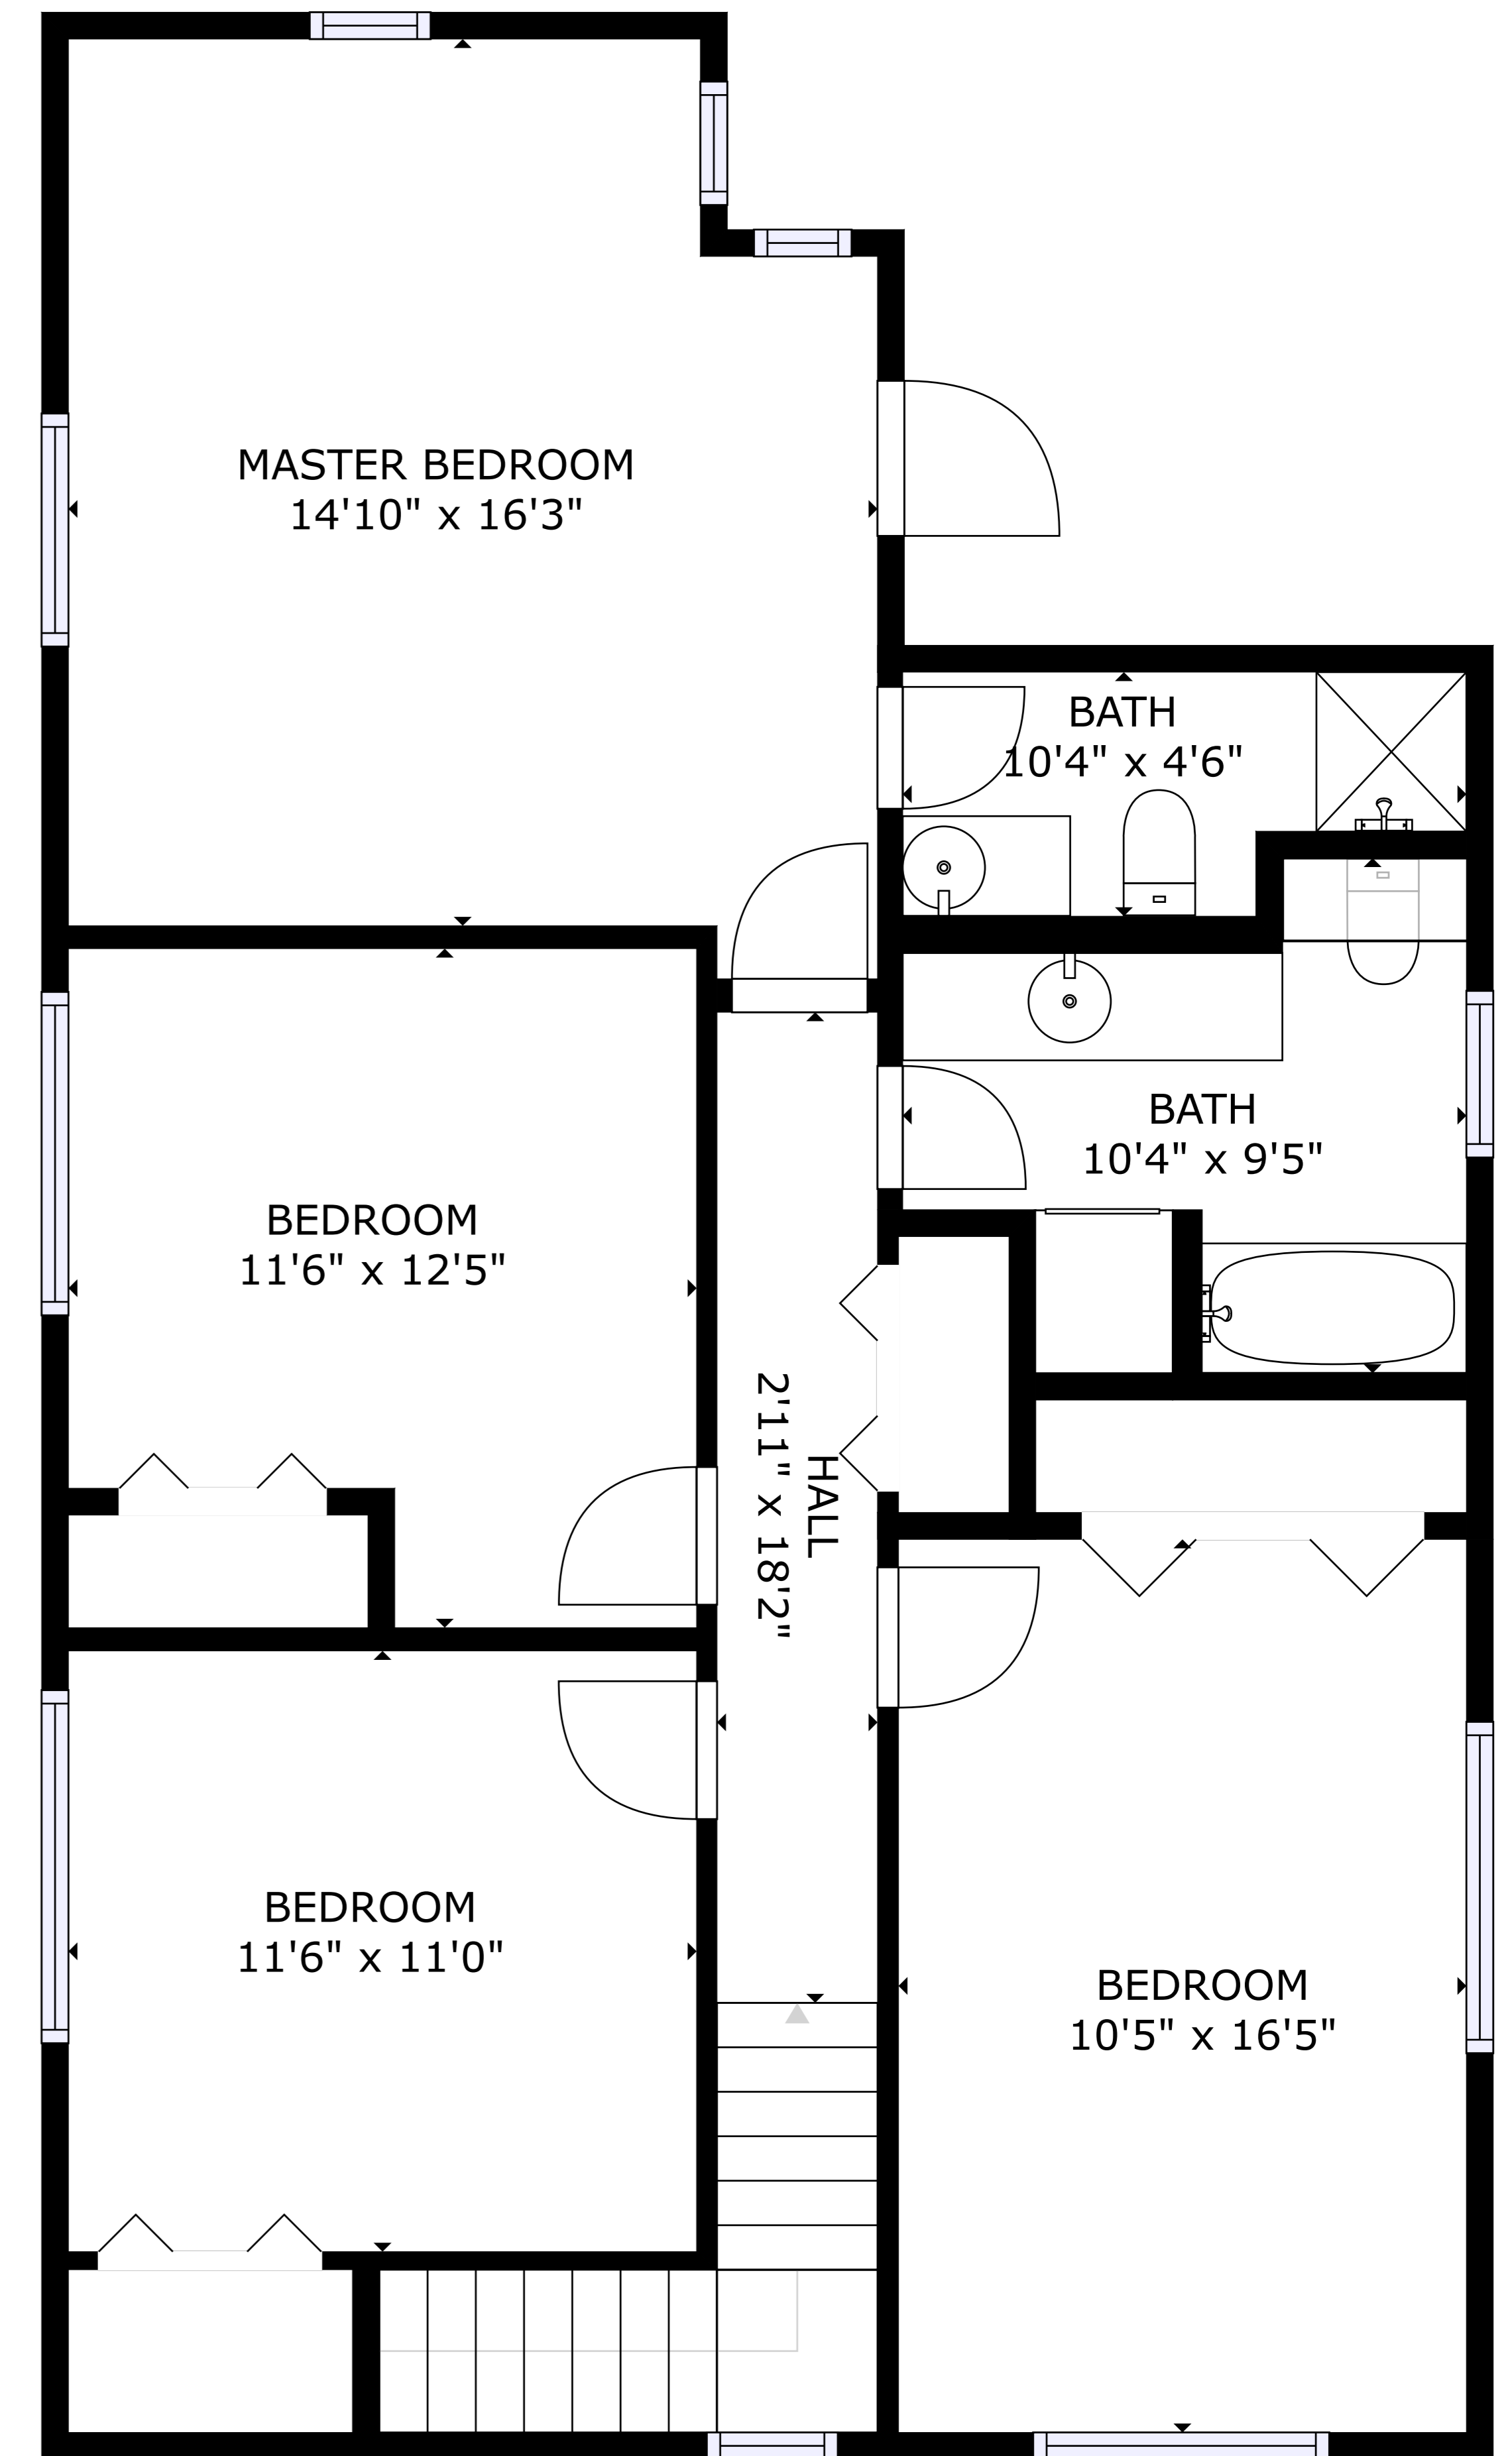 MASTER BEDROOM
14'10" x 16'3"
BATH
10'4" x 4'6"
BATH
10'4" x 9'5"
BEDROOM
11'6" x 12'5"
HALL
2'11" x 18'2"
BEDROOM
11'6" x 11'0"
BEDROOM
10'5" x 16'5"